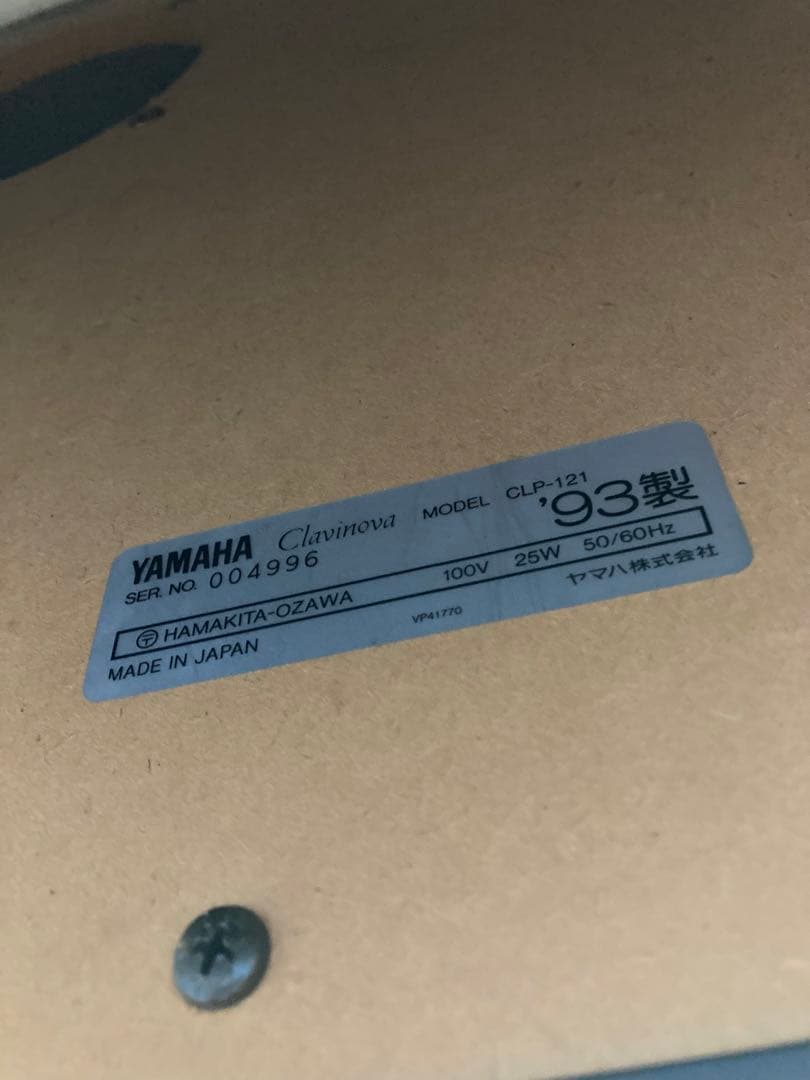 YAMAHA Clavinova MODEL CLP-121
SER. NO. 004996 '93製
〒 HAMAKITA-OZAWA 100V 25W 50/60Hz
MADE IN JAPAN VP41770 ヤマハ株式会社